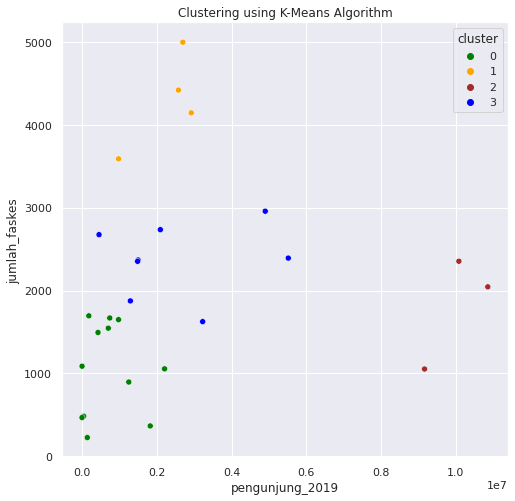 Clustering using K-Means Algorithm
cluster
0
1
2
3
5000
4000
3000
2000
1000
0
jumlah_faskes
0.0 0.2 0.4 0.6 0.8 1.0
1e7
pengunjung_2019